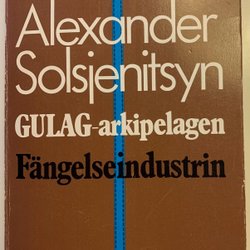 Alexander
Solsjenitsyn
GULAG-arkipelagen
Fängelseindustrin